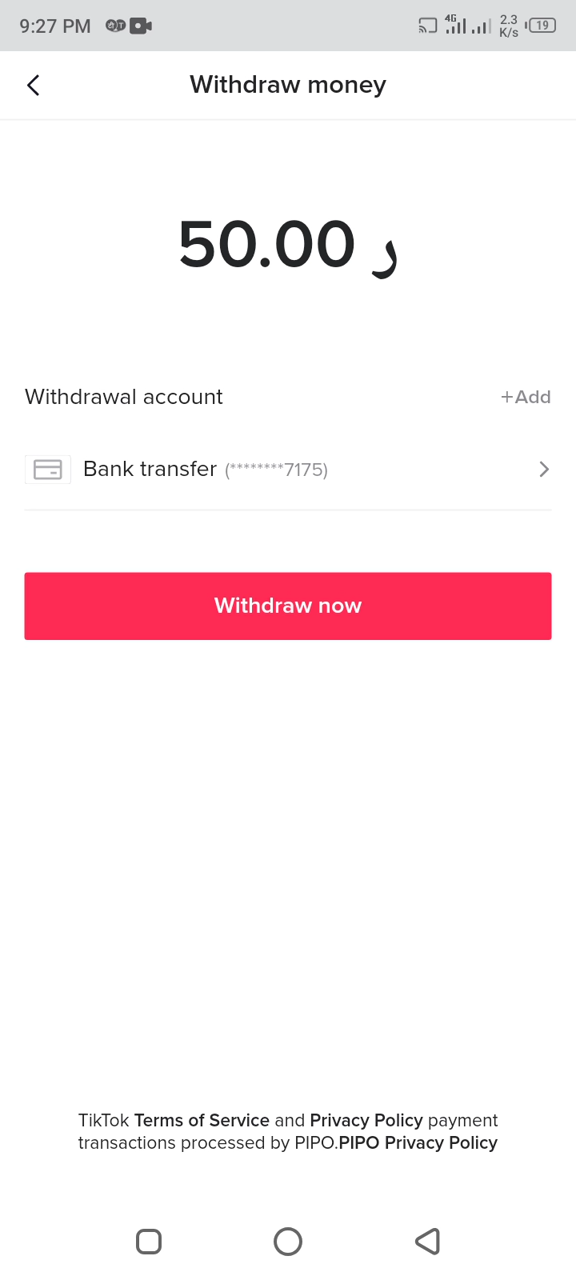 9:27 PM
4G
2.3
K/s
19
Withdraw money
50.00 ر
Withdrawal account
+Add
Bank transfer (********7175)
Withdraw now
TikTok Terms of Service and Privacy Policy payment
transactions processed by PIPO.PIPO Privacy Policy